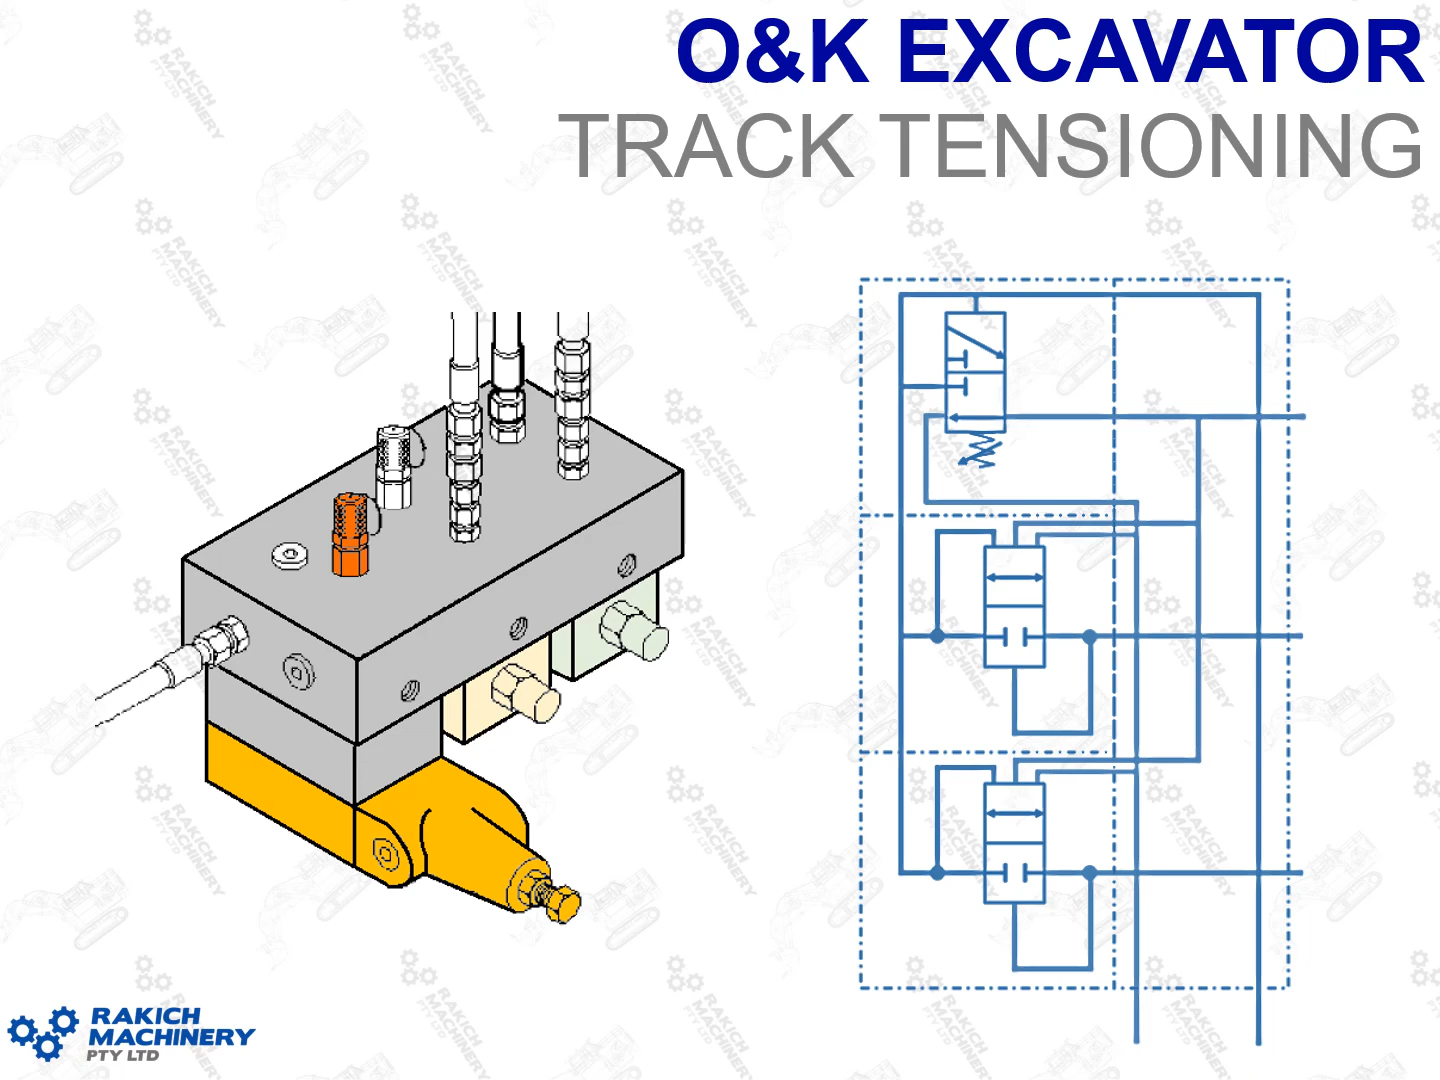 O&K EXCAVATOR
TRACK TENSIONING
RAKICH
MACHINERY
PTY LTD